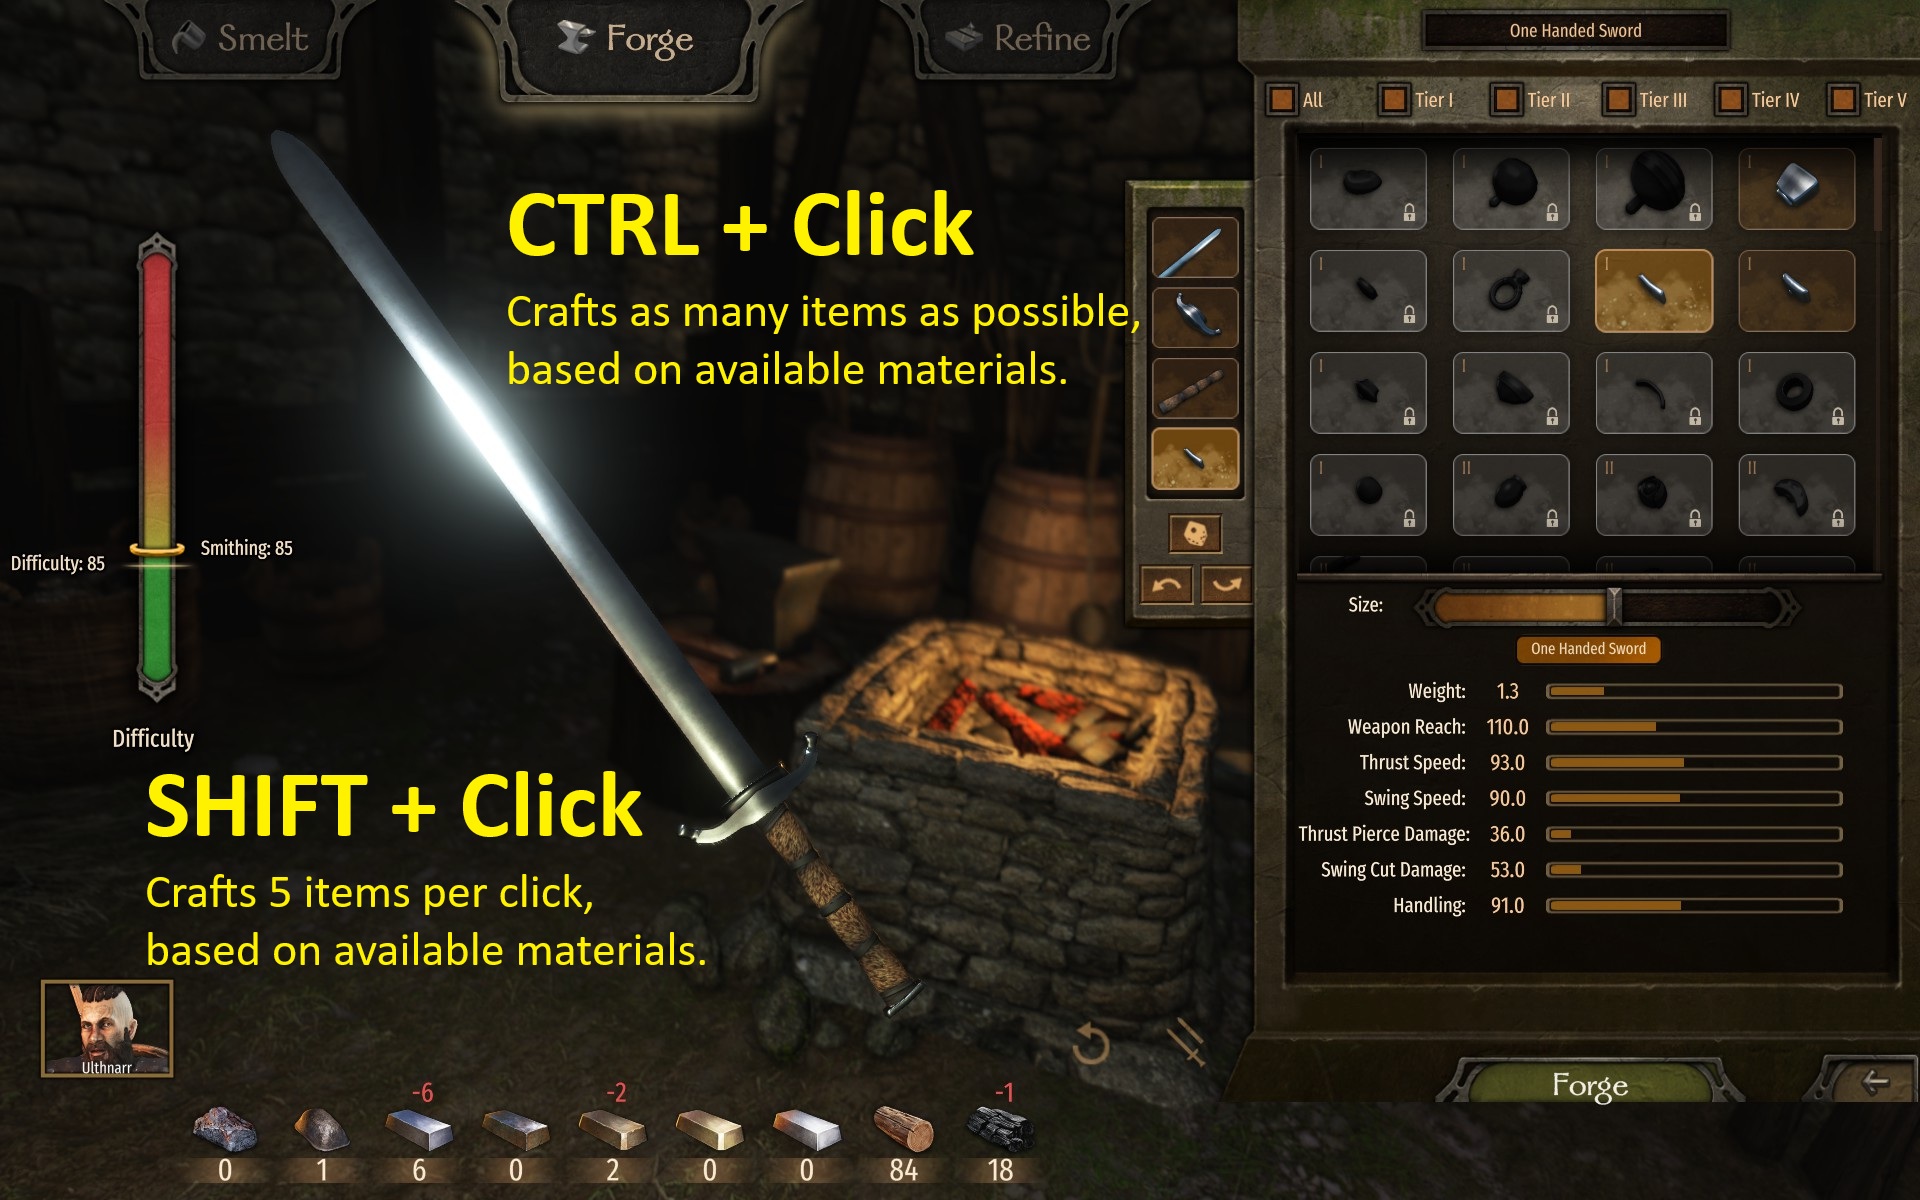 Smelt
Forge
Refine
One Handed Sword
All
Tier I
Tier II
Tier III
Tier IV
Tier V
CTRL + Click
Crafts as many items as possible,
based on available materials.
I I I I
I I I I
I I I I
I II II II
Difficulty: 85
Smithing: 85
Difficulty
Size:
One Handed Sword
Weight: 1.3
Weapon Reach: 110.0
Thrust Speed: 93.0
Swing Speed: 90.0
Thrust Pierce Damage: 36.0
Swing Cut Damage: 53.0
Handling: 91.0
SHIFT + Click
Crafts 5 items per click,
based on available materials.
Ulthnarr
-6 -2 -1
0 1 6 0 2 0 0 84 18
Forge